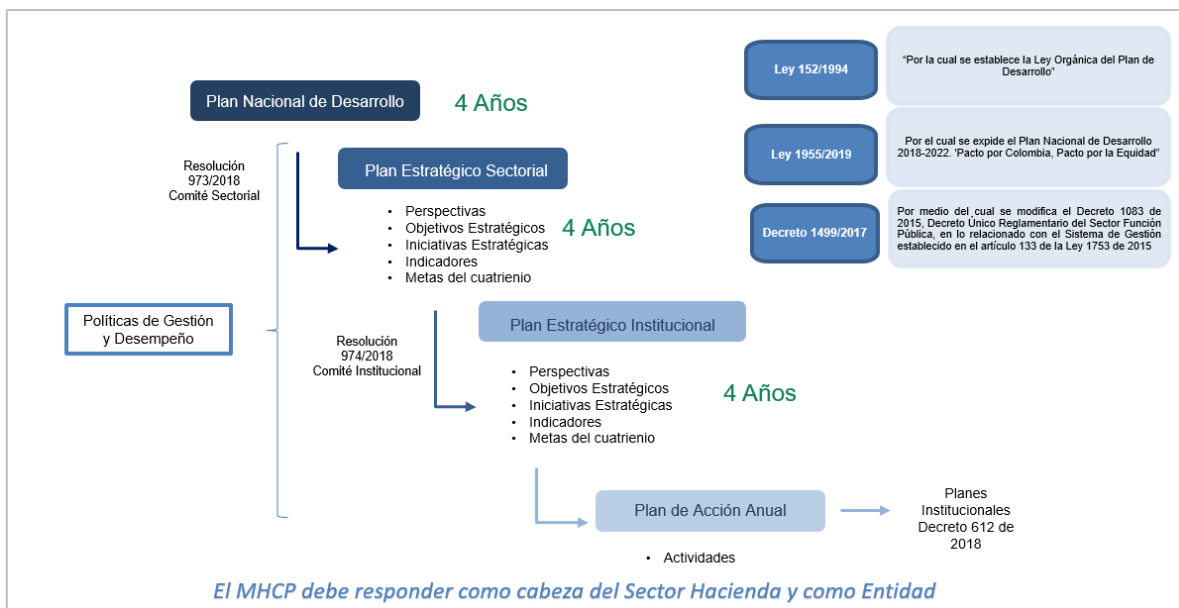 Plan Nacional de Desarrollo
4 Años
Resolución
973/2018
Comité Sectorial
Plan Estratégico Sectorial
• Perspectivas
• Objetivos Estratégicos
• Iniciativas Estratégicas
• Indicadores
• Metas del cuatrienio
4 Años
Políticas de Gestión
y Desempeño
Resolución
974/2018
Comité Institucional
Plan Estratégico Institucional
• Perspectivas
• Objetivos Estratégicos
• Iniciativas Estratégicas
• Indicadores
• Metas del cuatrienio
4 Años
Plan de Acción Anual
• Actividades
Planes
Institucionales
Decreto 612 de
2018
Ley 152/1994
“Por la cual se establece la Ley Orgánica del Plan de
Desarrollo”
Ley 1955/2019
Por el cual se expide el Plan Nacional de Desarrollo
2018-2022. 'Pacto por Colombia, Pacto por la Equidad”
Decreto 1499/2017
Por medio del cual se modifica el Decreto 1083 de
2015, Decreto Único Reglamentario del Sector Función
Pública, en lo relacionado con el Sistema de Gestión
establecido en el artículo 133 de la Ley 1753 de 2015
El MHCP debe responder como cabeza del Sector Hacienda y como Entidad